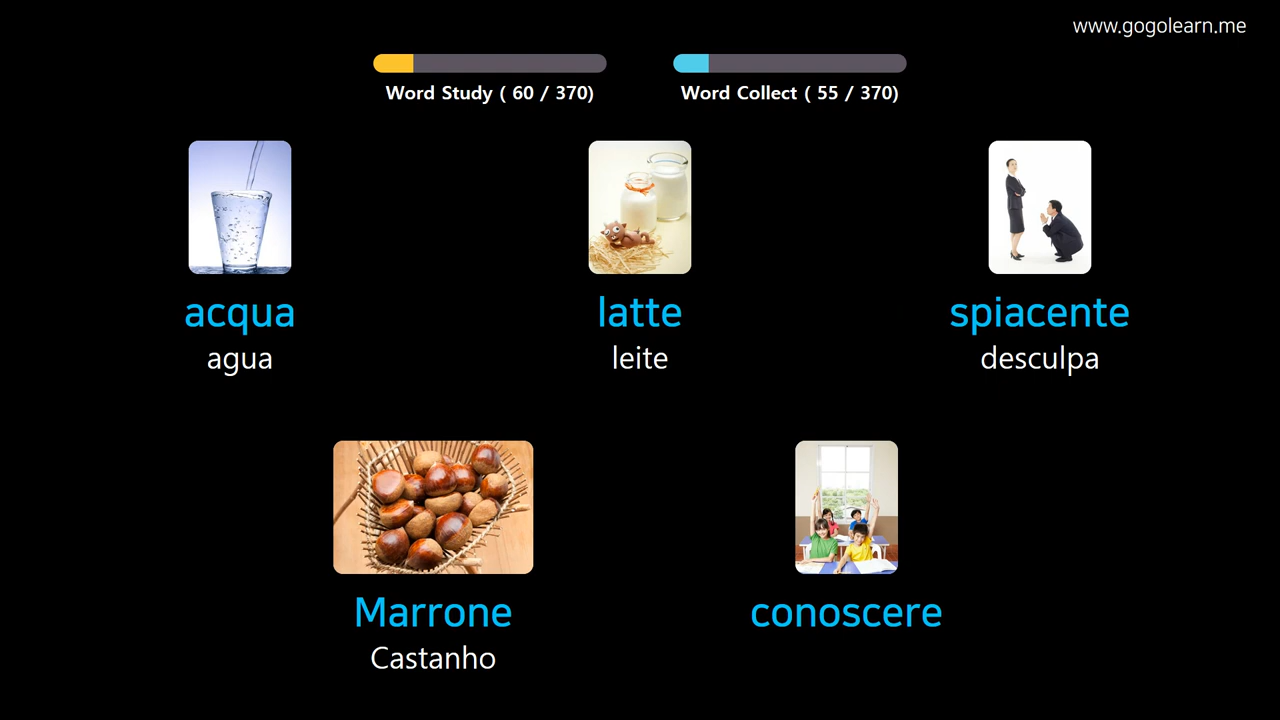 www.gogolearn.me
Word Study ( 60 / 370)
Word Collect ( 55 / 370)
acqua
agua
latte
leite
spiacente
desculpa
Marrone
Castanho
conoscere